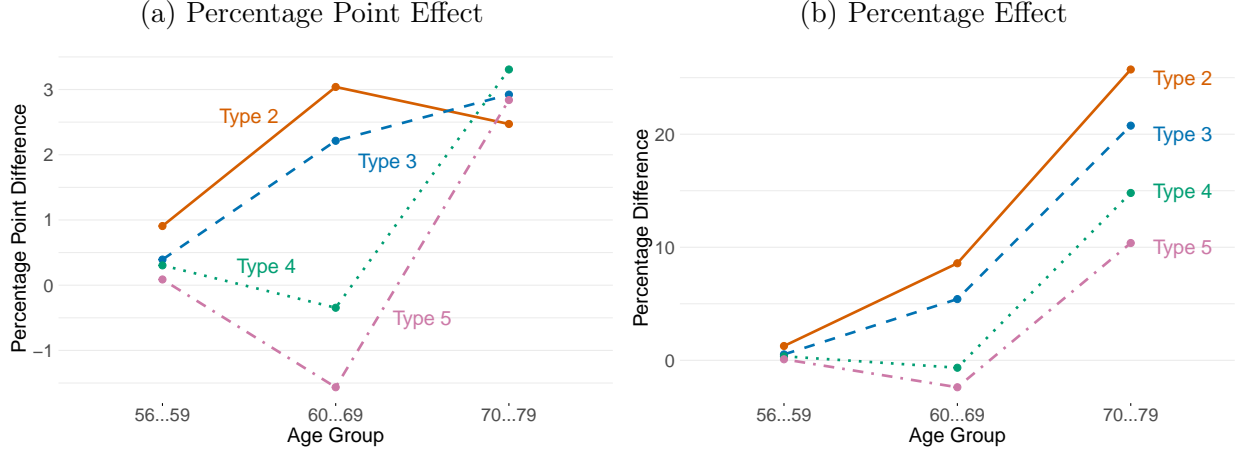 (a) Percentage Point Effect
Percentage Point Difference
3
2
1
0
−1
Type 2
Type 3
Type 4
Type 5
56...59
60...69
70...79
Age Group
(b) Percentage Effect
Percentage Difference
20
10
0
Type 2
Type 3
Type 4
Type 5
56...59
60...69
70...79
Age Group